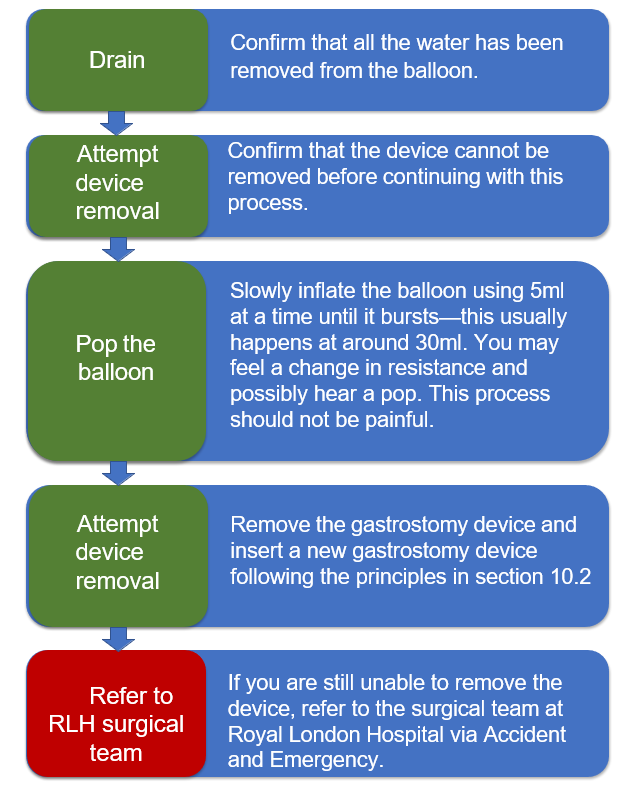 Drain
Confirm that all the water has been
removed from the balloon.
Attempt
device
removal
Confirm that the device cannot be
removed before continuing with this
process.
Pop the
balloon
Slowly inflate the balloon using 5ml
at a time until it bursts—this usually
happens at around 30ml. You may
feel a change in resistance and
possibly hear a pop. This process
should not be painful.
Attempt
device
removal
Remove the gastrostomy device and
insert a new gastrostomy device
following the principles in section 10.2
Refer to
RLH surgical
team
If you are still unable to remove the
device, refer to the surgical team at
Royal London Hospital via Accident
and Emergency.